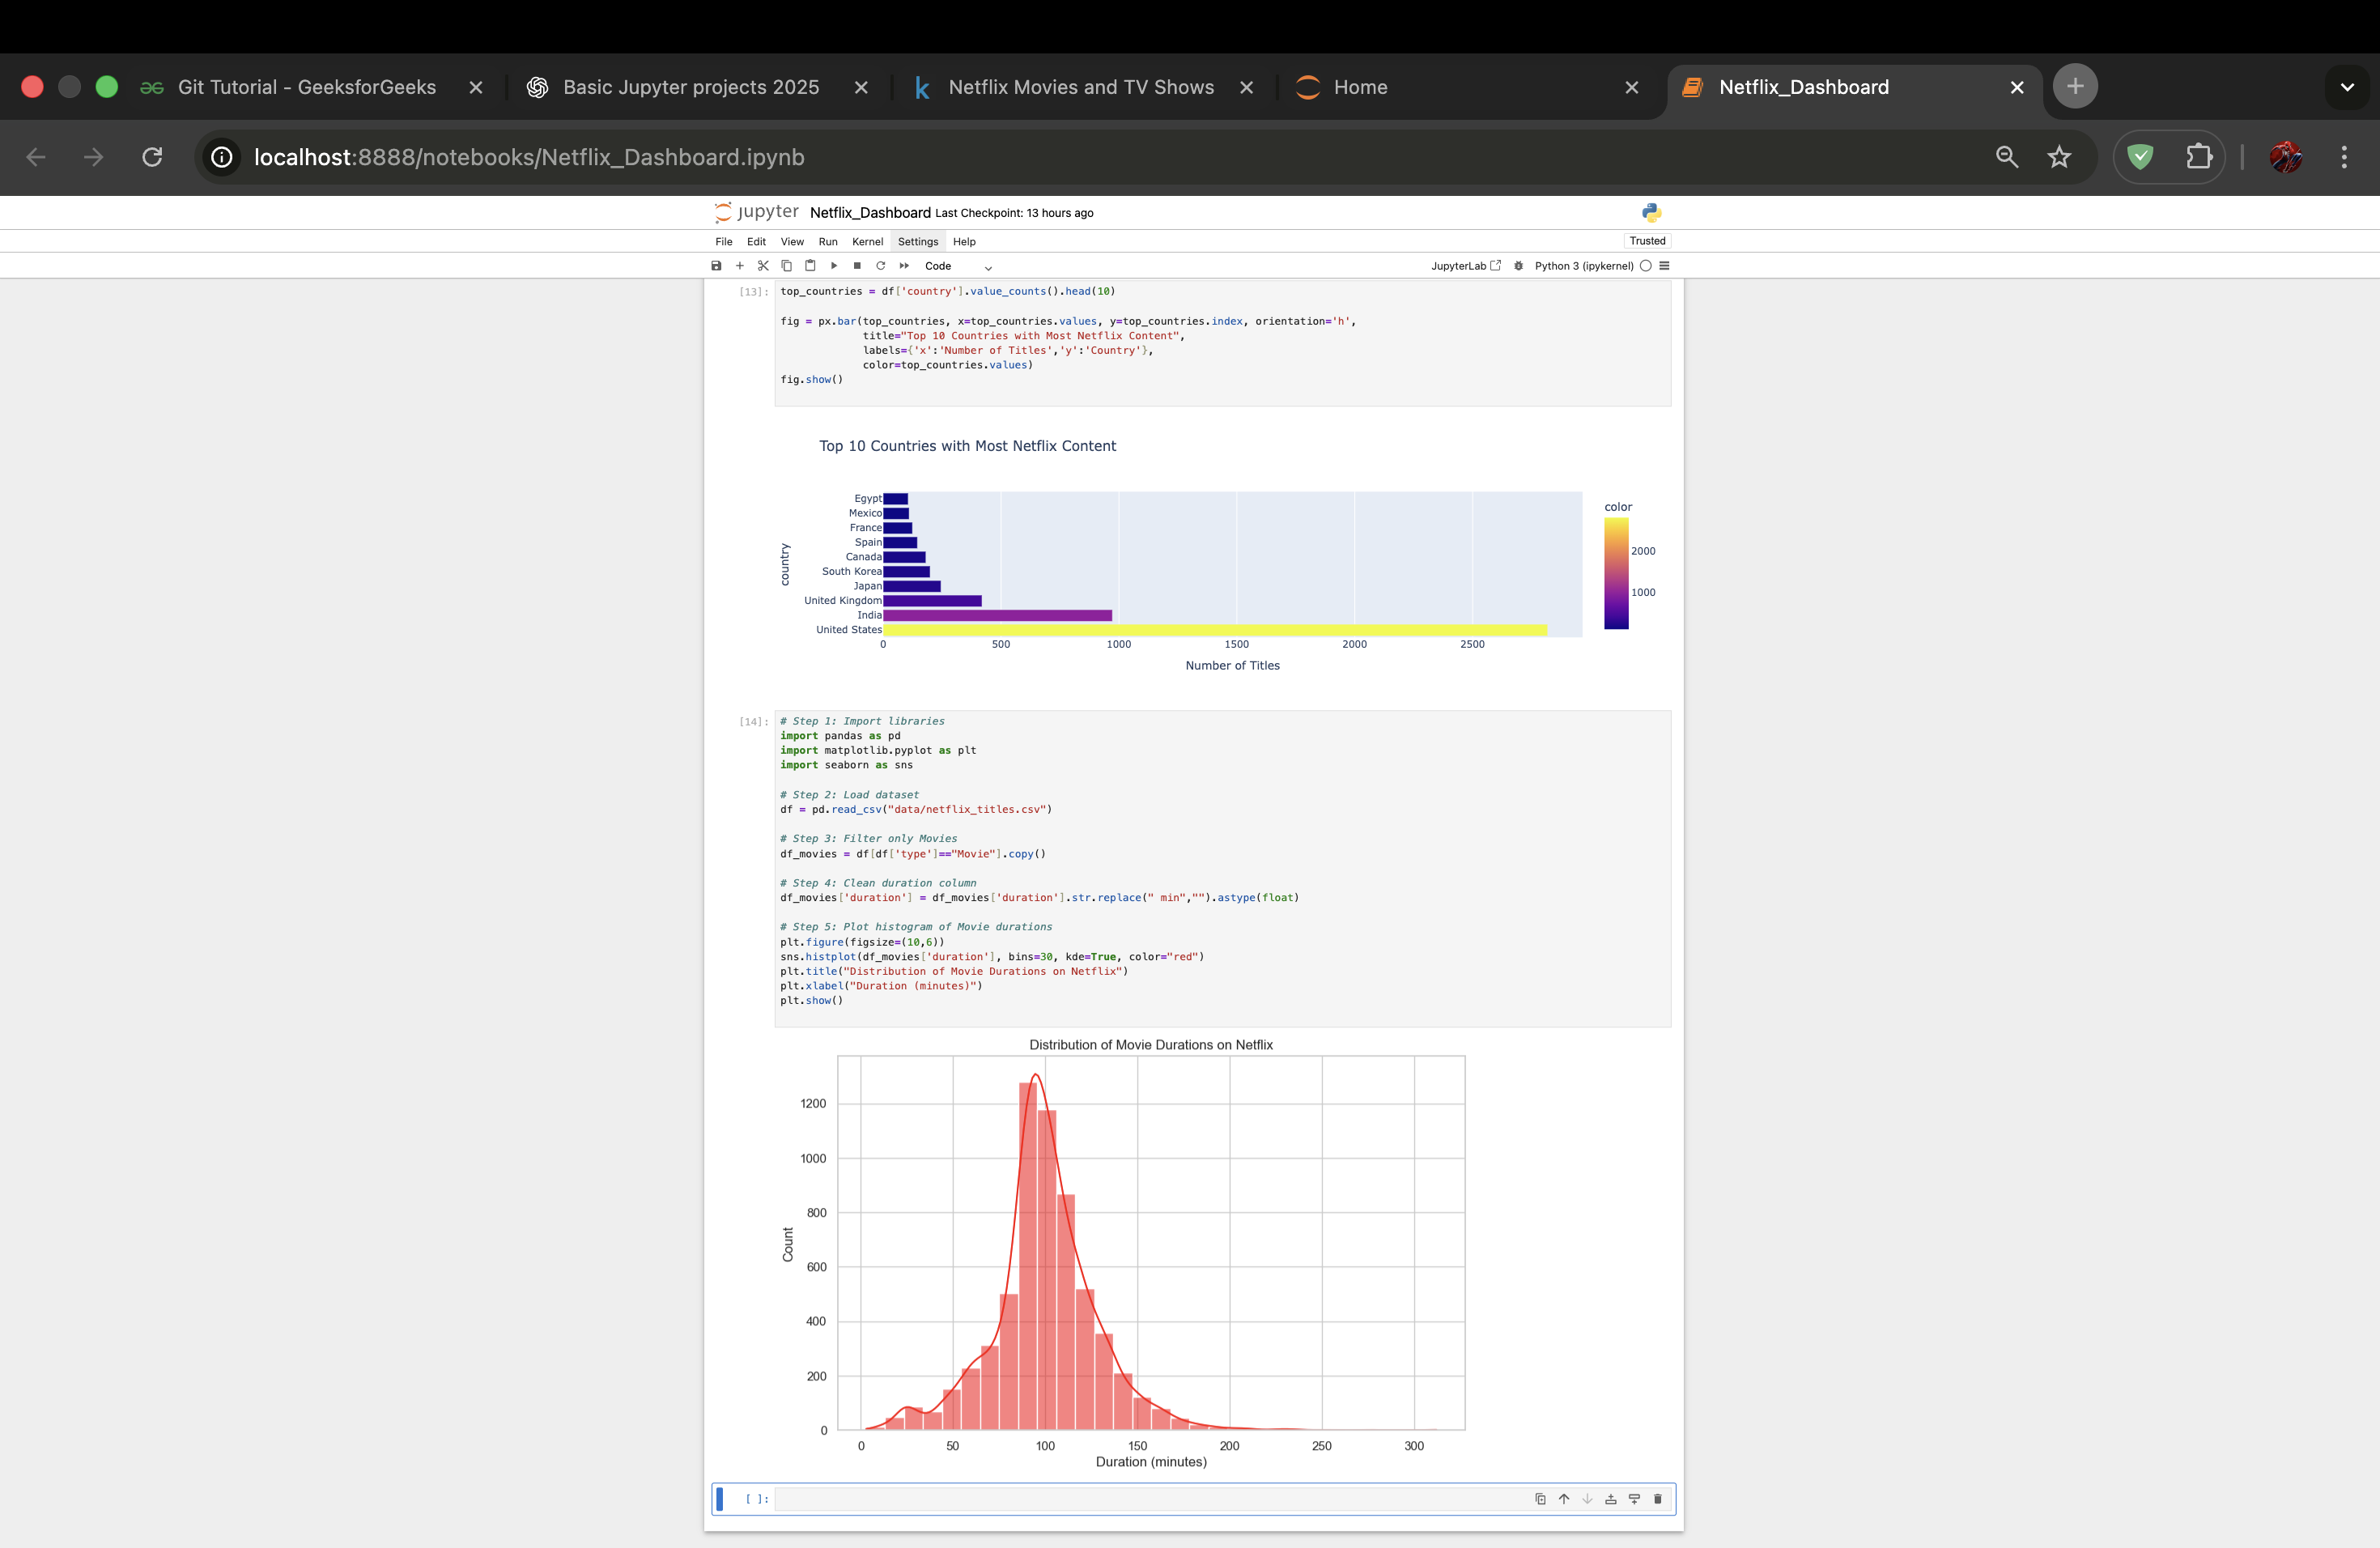 Git Tutorial - GeeksforGeeks
Basic Jupyter projects 2025
Netflix Movies and TV Shows
Home
Netflix_Dashboard
localhost:8888/notebooks/Netflix_Dashboard.ipynb
jupyter Netflix_Dashboard Last Checkpoint: 13 hours ago
File Edit View Run Kernel Settings Help
Trusted
Code
JupyterLab
Python 3 (ipykernel)
[13]:
top_countries = df['country'].value_counts().head(10)
fig = px.bar(top_countries, x=top_countries.values, y=top_countries.index, orientation='h',
title="Top 10 Countries with Most Netflix Content",
labels={'x':'Number of Titles','y':'Country'},
color=top_countries.values)
fig.show()
Top 10 Countries with Most Netflix Content
country
Egypt
Mexico
France
Spain
Canada
South Korea
Japan
United Kingdom
India
United States
0 500 1000 1500 2000 2500
Number of Titles
color
2000
1000
[14]:
# Step 1: Import libraries
import pandas as pd
import matplotlib.pyplot as plt
import seaborn as sns
# Step 2: Load dataset
df = pd.read_csv("data/netflix_titles.csv")
# Step 3: Filter only Movies
df_movies = df[df['type']=="Movie"].copy()
# Step 4: Clean duration column
df_movies['duration'] = df_movies['duration'].str.replace(" min","").astype(float)
# Step 5: Plot histogram of Movie durations
plt.figure(figsize=(10,6))
sns.histplot(df_movies['duration'], bins=30, kde=True, color="red")
plt.title("Distribution of Movie Durations on Netflix")
plt.xlabel("Duration (minutes)")
plt.show()
Distribution of Movie Durations on Netflix
Count
1200
1000
800
600
400
200
0
0 50 100 150 200 250 300
Duration (minutes)
[ ]: